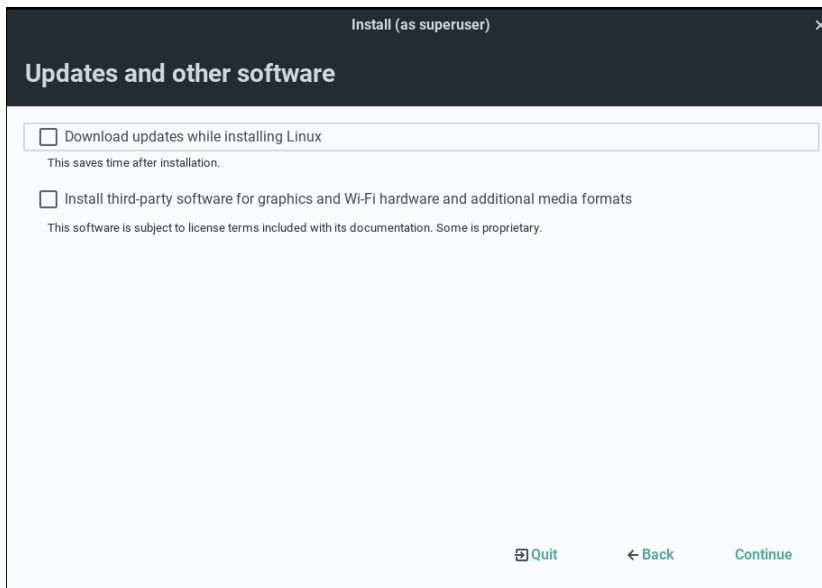 Install (as superuser)
Updates and other software
Download updates while installing Linux
This saves time after installation.
Install third-party software for graphics and Wi-Fi hardware and additional media formats
This software is subject to license terms included with its documentation. Some is proprietary.
Quit
Back
Continue